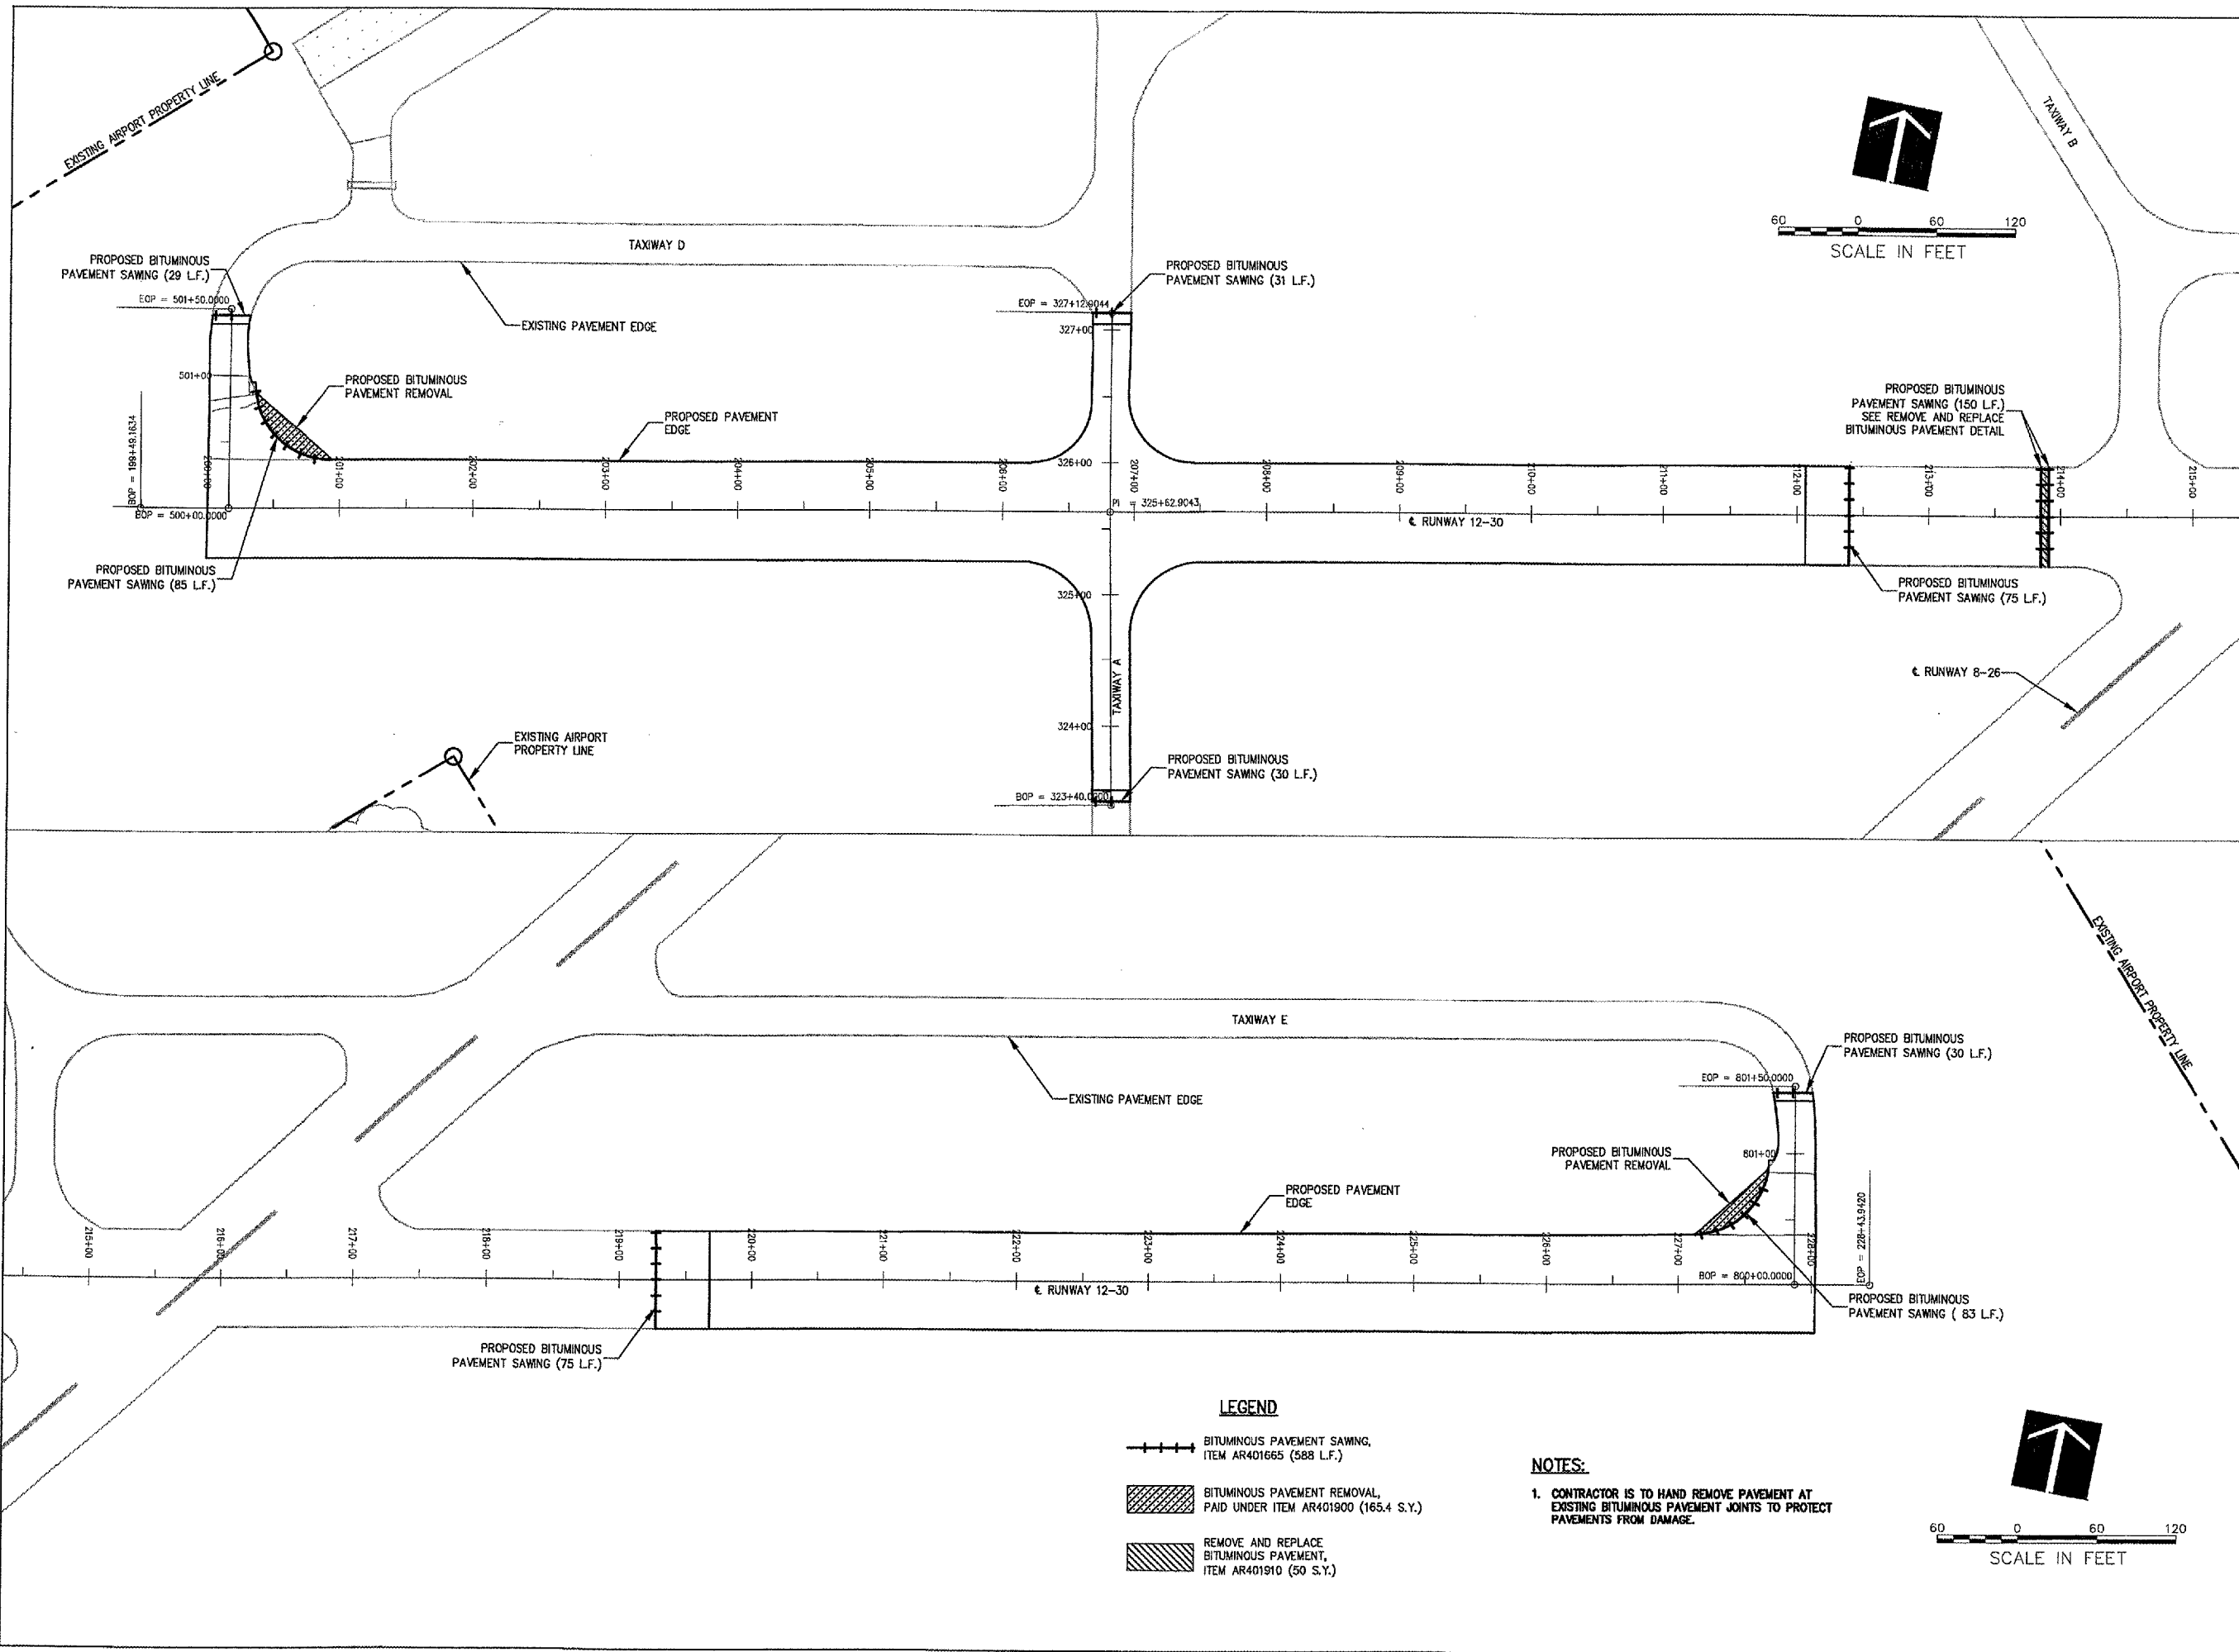 EXISTING AIRPORT PROPERTY LINE
TAXIWAY B
60 0 60 120
SCALE IN FEET
TAXIWAY D
PROPOSED BITUMINOUS
PAVEMENT SAWING (29 L.F.)
EOP = 501+50.0000
EXISTING PAVEMENT EDGE
PROPOSED BITUMINOUS
PAVEMENT SAWING (31 L.F.)
EOP = 327+12.9044
327+00
501+00
PROPOSED BITUMINOUS
PAVEMENT REMOVAL
PROPOSED PAVEMENT
EDGE
PROPOSED BITUMINOUS
PAVEMENT SAWING (150 L.F.)
SEE REMOVE AND REPLACE
BITUMINOUS PAVEMENT DETAIL
BOP = 199+49.1634
326+00
200+00 201+00 202+00 203+00 204+00 205+00 206+00 207+00 208+00 209+00 210+00 211+00 212+00 213+00 214+00 215+00
BOP = 500+00.0000
PI = 325+62.9043
℄ RUNWAY 12-30
PROPOSED BITUMINOUS
PAVEMENT SAWING (85 L.F.)
PROPOSED BITUMINOUS
PAVEMENT SAWING (75 L.F.)
325+00
TAXIWAY A
℄ RUNWAY 8-26
324+00
EXISTING AIRPORT
PROPERTY LINE
PROPOSED BITUMINOUS
PAVEMENT SAWING (30 L.F.)
BOP = 323+40.0000
EXISTING AIRPORT PROPERTY LINE
TAXIWAY E
PROPOSED BITUMINOUS
PAVEMENT SAWING (30 L.F.)
EOP = 801+50.0000
EXISTING PAVEMENT EDGE
PROPOSED BITUMINOUS
PAVEMENT REMOVAL
801+00
PROPOSED PAVEMENT
EDGE
EOP = 228+43.9420
215+00 216+00 217+00 218+00 219+00 220+00 221+00 222+00 223+00 224+00 225+00 226+00 227+00 228+00
BOP = 800+00.0000
℄ RUNWAY 12-30
PROPOSED BITUMINOUS
PAVEMENT SAWING ( 83 L.F.)
PROPOSED BITUMINOUS
PAVEMENT SAWING (75 L.F.)
LEGEND
BITUMINOUS PAVEMENT SAWING,
ITEM AR401665 (588 L.F.)
BITUMINOUS PAVEMENT REMOVAL,
PAID UNDER ITEM AR401900 (165.4 S.Y.)
REMOVE AND REPLACE
BITUMINOUS PAVEMENT,
ITEM AR401910 (50 S.Y.)
NOTES:
1. CONTRACTOR IS TO HAND REMOVE PAVEMENT AT
EXISTING BITUMINOUS PAVEMENT JOINTS TO PROTECT
PAVEMENTS FROM DAMAGE.
60 0 60 120
SCALE IN FEET